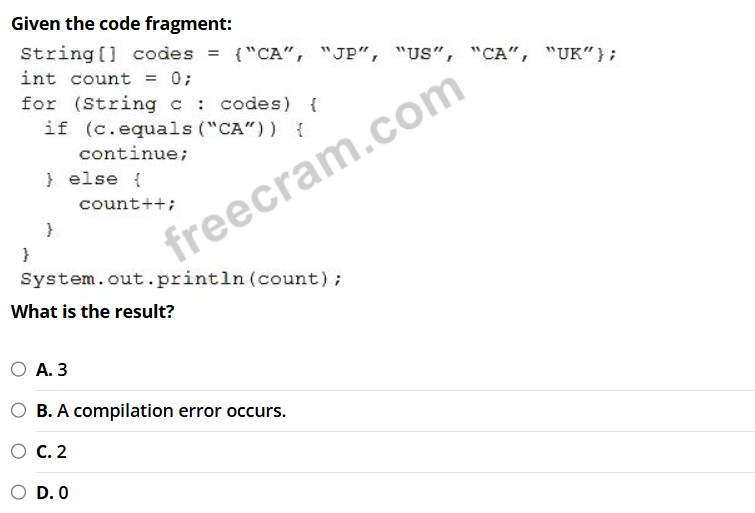 Given the code fragment:
String[] codes = {“CA”, “JP”, “US”, “CA”, “UK”};
int count = 0;
for (String c : codes) {
if (c.equals(“CA”)) {
continue;
} else {
count++;
}
}
System.out.println(count);
What is the result?
A. 3
B. A compilation error occurs.
C. 2
D. 0
freecram.com